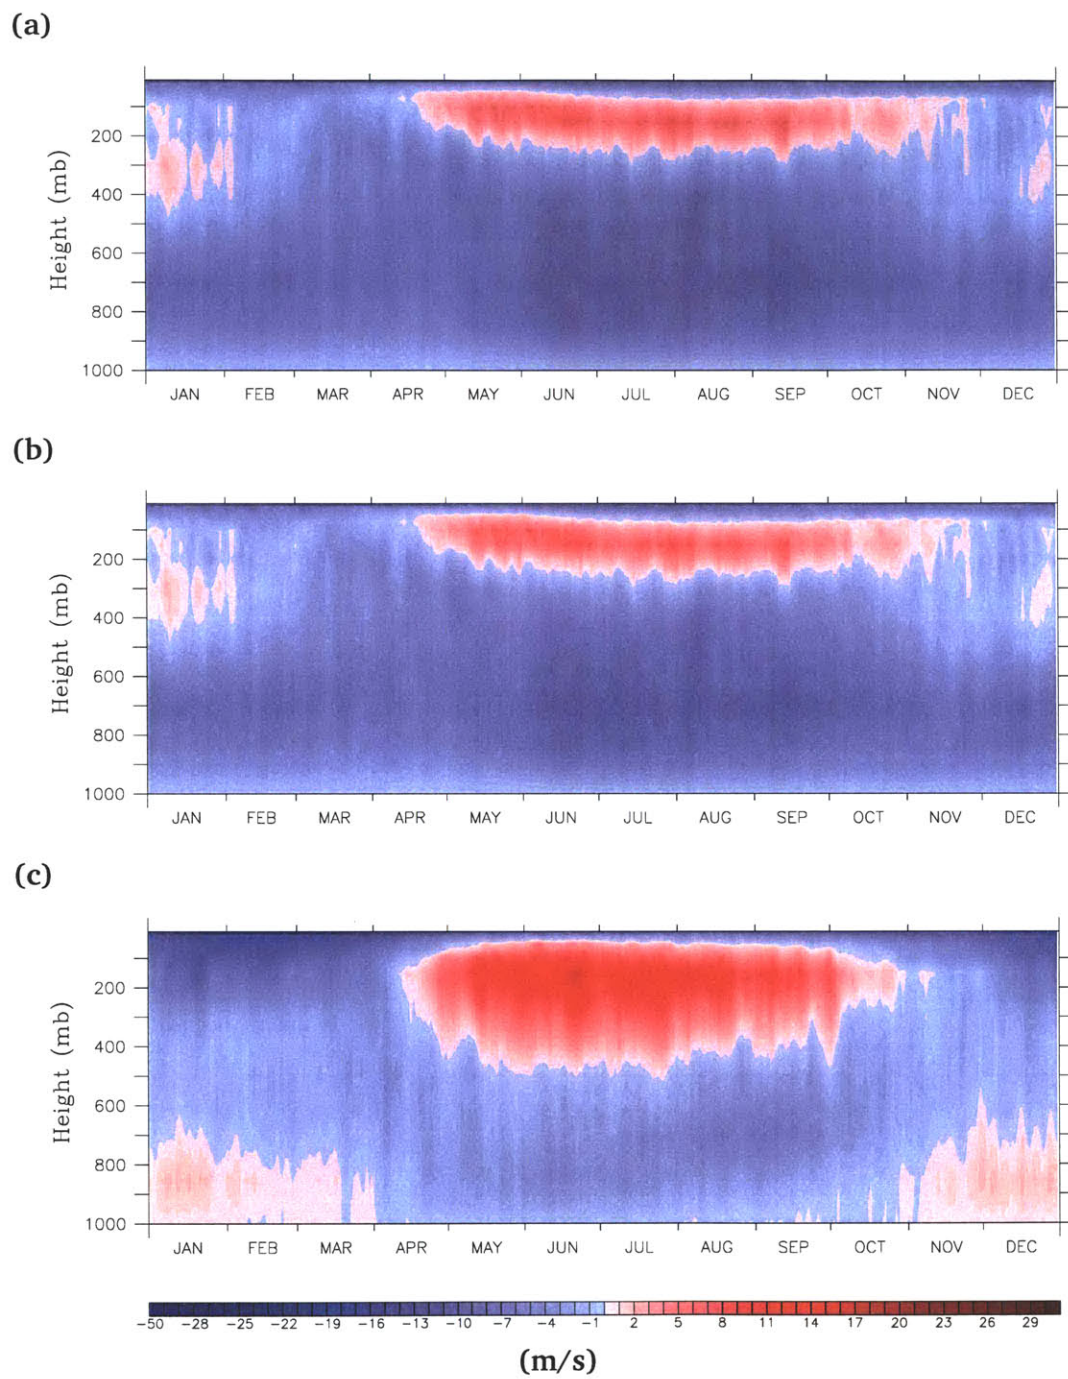 (a)
Height (mb)
200
400
600
800
1000
JAN FEB MAR APR MAY JUN JUL AUG SEP OCT NOV DEC
(b)
Height (mb)
200
400
600
800
1000
JAN FEB MAR APR MAY JUN JUL AUG SEP OCT NOV DEC
(c)
Height (mb)
200
400
600
800
1000
JAN FEB MAR APR MAY JUN JUL AUG SEP OCT NOV DEC
-50 -28 -25 -22 -19 -16 -13 -10 -7 -4 -1 2 5 8 11 14 17 20 23 26 29
(m/s)